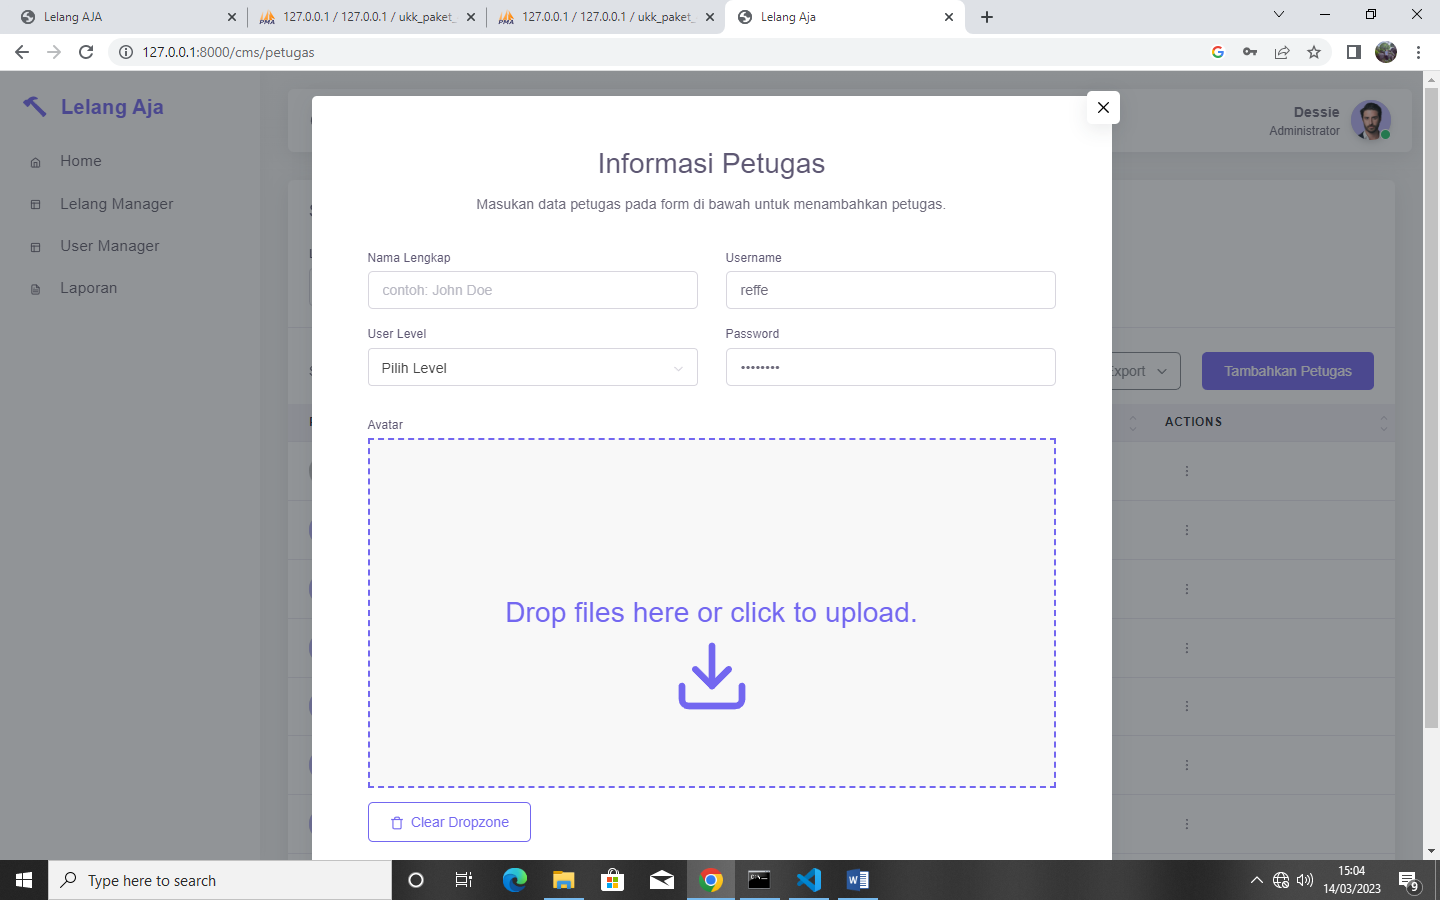 Lelang AJA
127.0.0.1 / 127.0.0.1 / ukk_paket_
127.0.0.1 / 127.0.0.1 / ukk_paket_
Lelang Aja
127.0.0.1:8000/cms/petugas
Lelang Aja
Dessie
Administrator
Home
Lelang Manager
User Manager
Laporan
Informasi Petugas
Masukan data petugas pada form di bawah untuk menambahkan petugas.
Nama Lengkap
Username
contoh: John Doe
reffe
User Level
Password
Pilih Level
••••••••
Export
Tambahkan Petugas
ACTIONS
Avatar
Drop files here or click to upload.
Clear Dropzone
Type here to search
15:04
14/03/2023
9